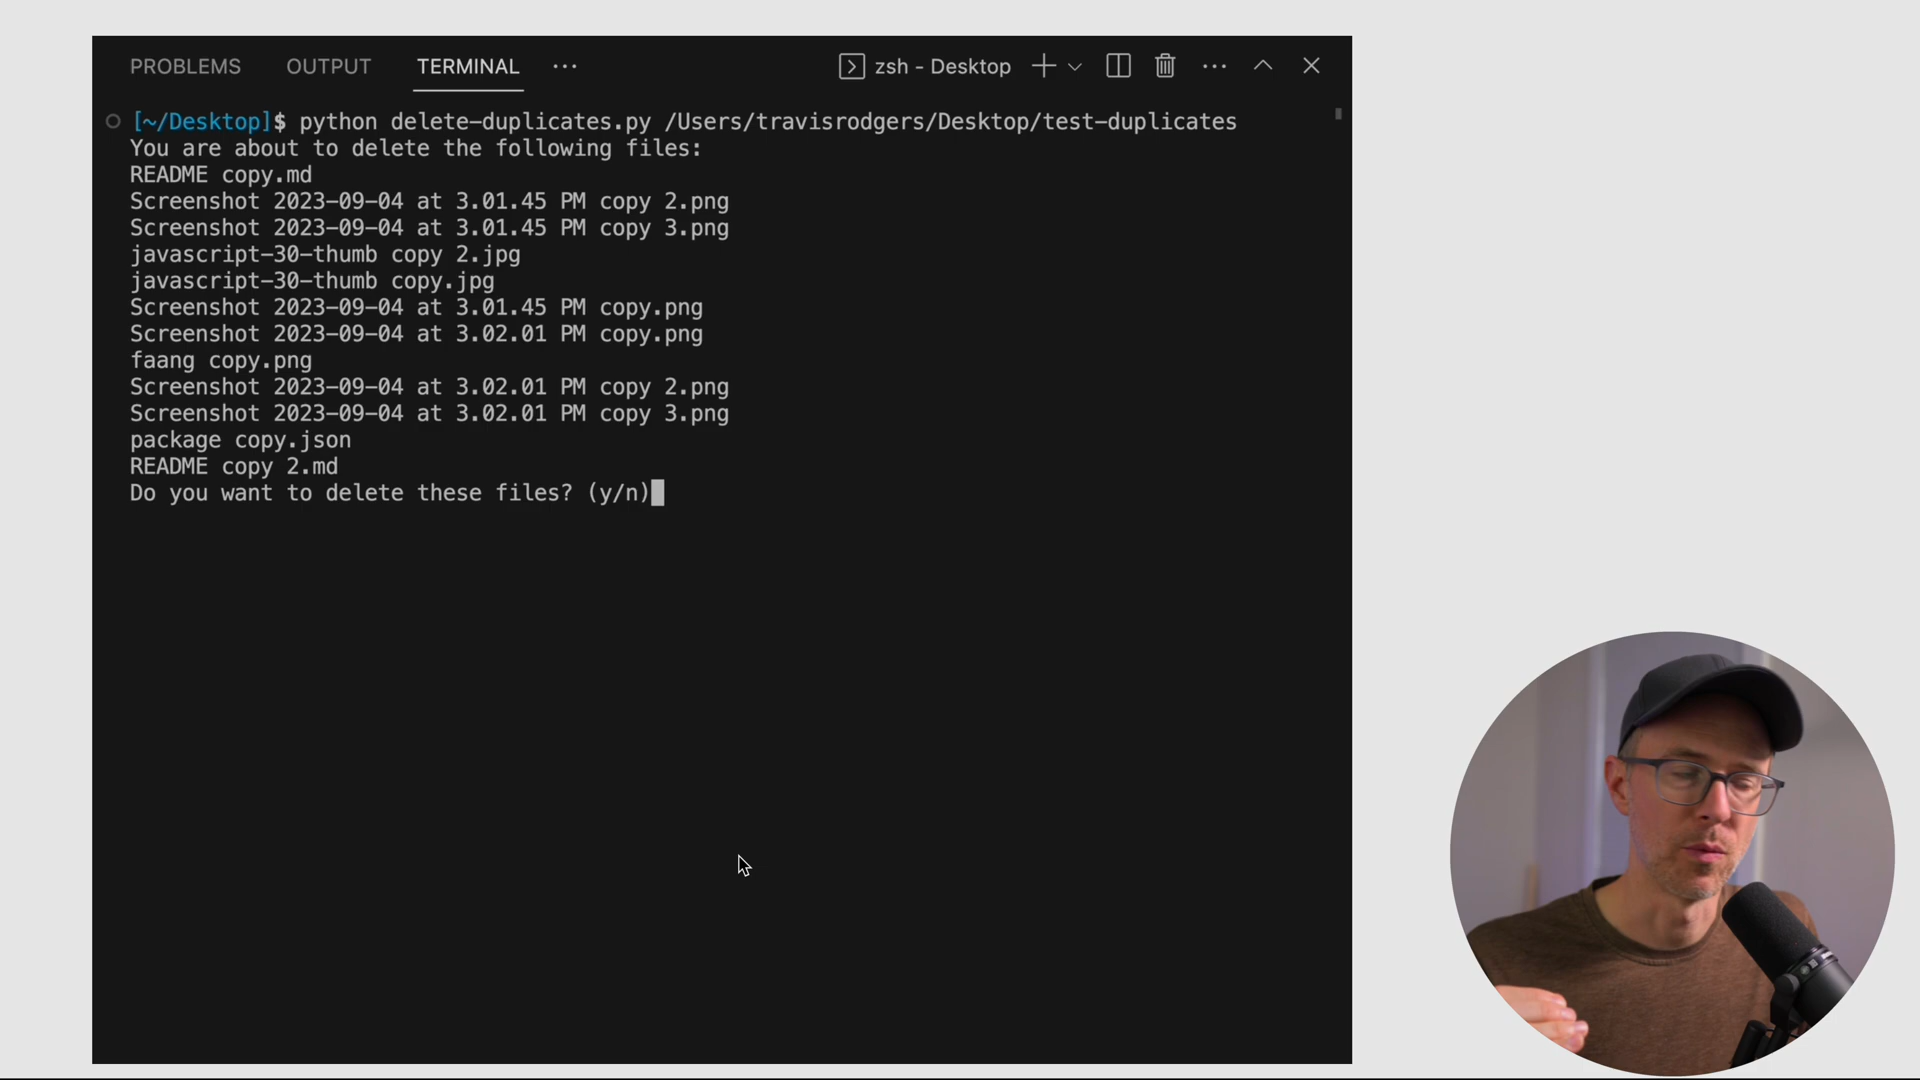 PROBLEMS OUTPUT TERMINAL ··· zsh - Desktop
[~/Desktop]$ python delete-duplicates.py /Users/travisrodgers/Desktop/test-duplicates
You are about to delete the following files:
README copy.md
Screenshot 2023-09-04 at 3.01.45 PM copy 2.png
Screenshot 2023-09-04 at 3.01.45 PM copy 3.png
javascript-30-thumb copy 2.jpg
javascript-30-thumb copy.jpg
Screenshot 2023-09-04 at 3.01.45 PM copy.png
Screenshot 2023-09-04 at 3.02.01 PM copy.png
faang copy.png
Screenshot 2023-09-04 at 3.02.01 PM copy 2.png
Screenshot 2023-09-04 at 3.02.01 PM copy 3.png
package copy.json
README copy 2.md
Do you want to delete these files? (y/n)